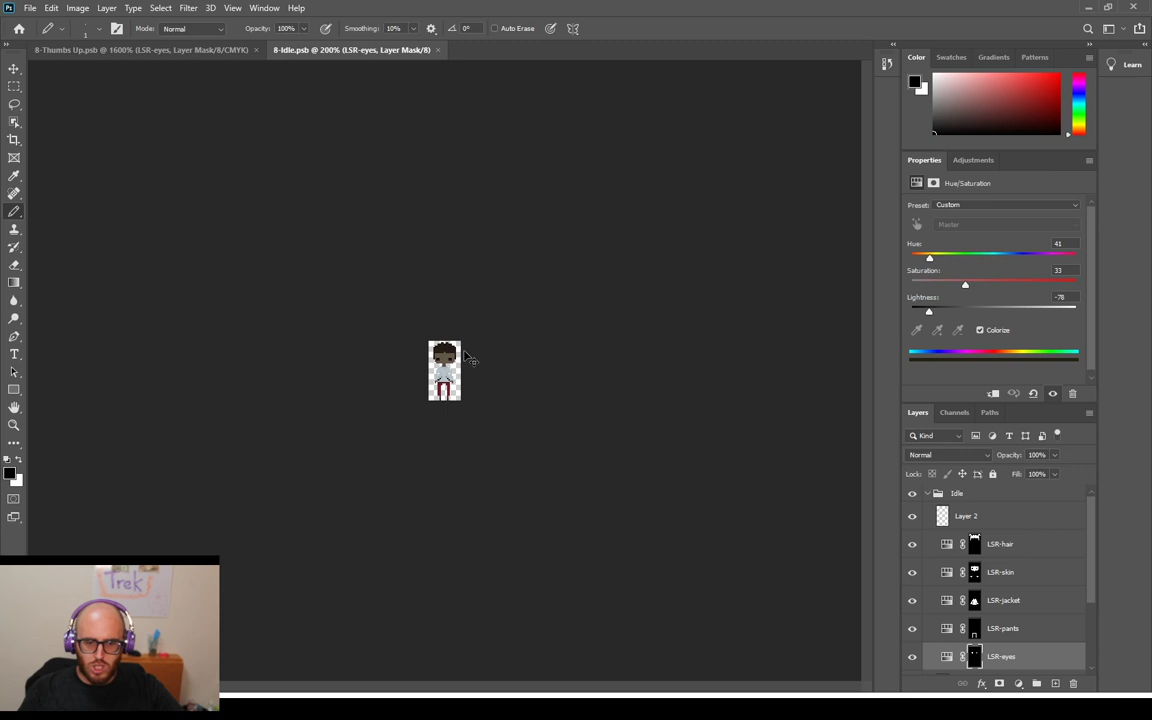 File Edit Image Layer Type Select Filter 3D View Window Help
1 Mode: Normal Opacity: 100% Smoothing: 10% 0° Auto Erase
8-Thumbs Up.psb @ 1600% (LSR-eyes, Layer Mask/8/CMYK) × 8-Idle.psb @ 200% (LSR-eyes, Layer Mask/8) ×
Color Swatches Gradients Patterns
Learn
Properties Adjustments
Hue/Saturation
Preset: Custom
Master
Hue: 41
Saturation: 33
Lightness: -78
Colorize
Layers Channels Paths
Kind
Normal Opacity: 100%
Lock: Fill: 100%
Idle
Layer 2
LSR-hair
LSR-skin
LSR-jacket
LSR-pants
LSR-eyes
Trek